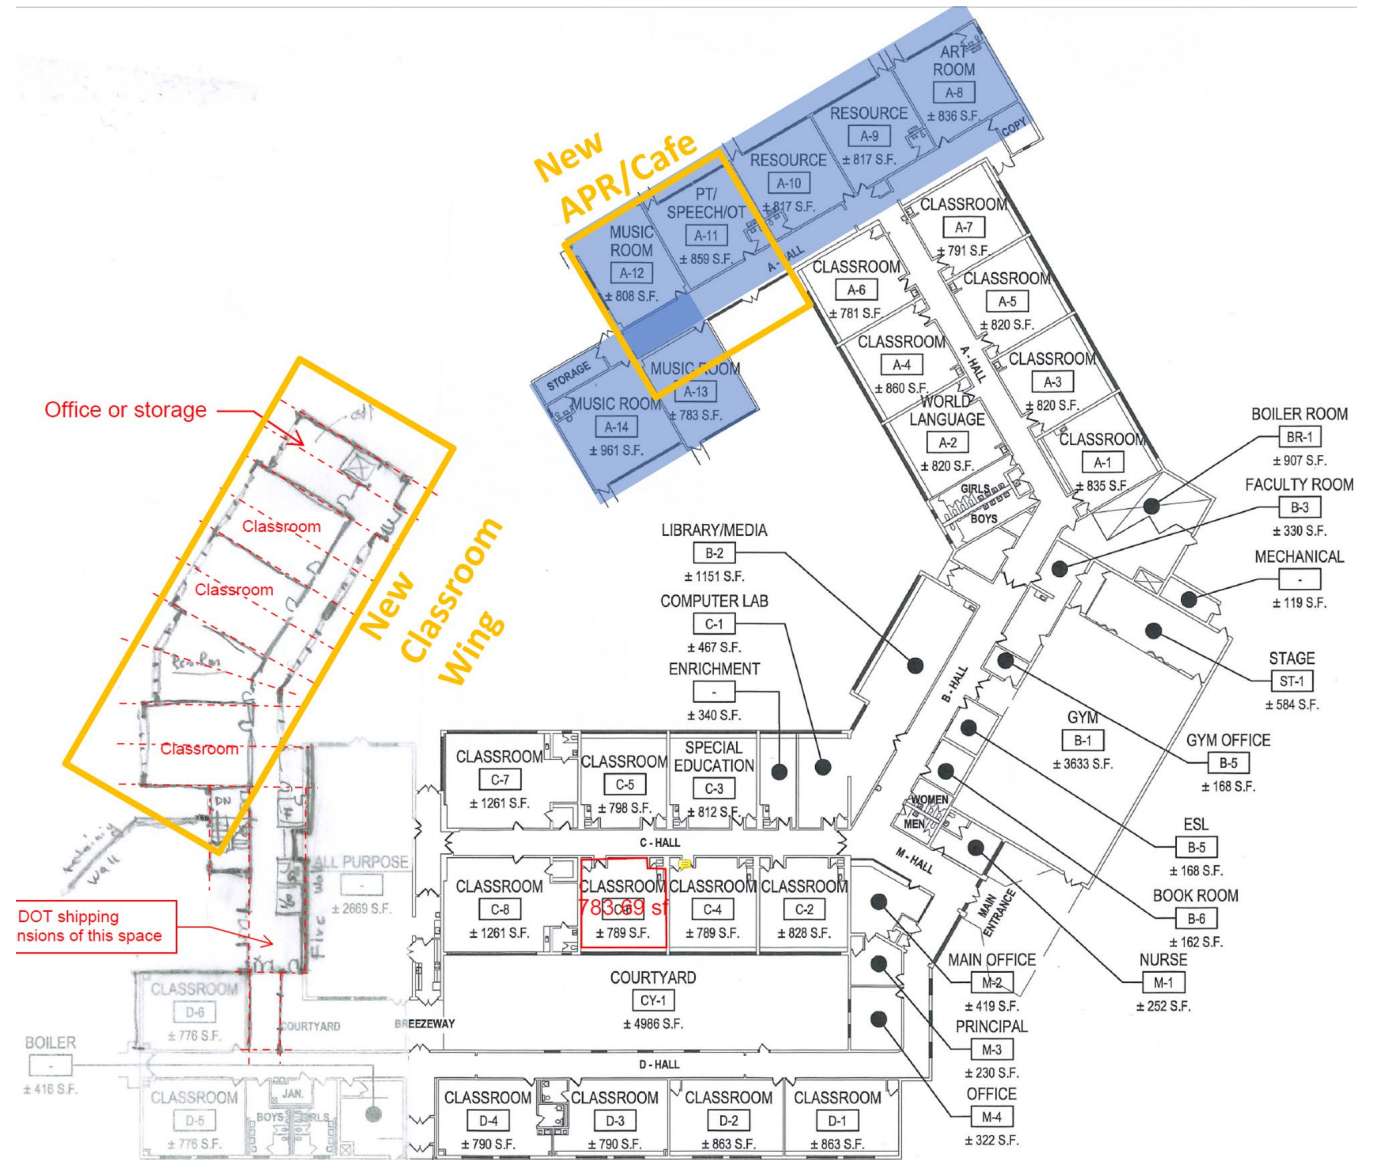 New
APR/Cafe
ART
ROOM
A-8
± 836 S.F.
COPY
RESOURCE
A-9
± 817 S.F.
RESOURCE
A-10
± 817 S.F.
PT/
SPEECH/OT
A-11
± 859 S.F.
MUSIC
ROOM
A-12
± 808 S.F.
A - HALL
STORAGE
MUSIC ROOM
A-13
± 783 S.F.
MUSIC ROOM
A-14
± 961 S.F.
CLASSROOM
A-7
± 791 S.F.
CLASSROOM
A-6
± 781 S.F.
CLASSROOM
A-5
± 820 S.F.
CLASSROOM
A-4
± 860 S.F.
A - HALL
CLASSROOM
A-3
± 820 S.F.
WORLD
LANGUAGE
A-2
± 820 S.F.
CLASSROOM
A-1
± 835 S.F.
GIRLS
BOYS
BOILER ROOM
BR-1
± 907 S.F.
FACULTY ROOM
B-3
± 330 S.F.
MECHANICAL
-
± 119 S.F.
STAGE
ST-1
± 584 S.F.
GYM OFFICE
B-5
± 168 S.F.
ESL
B-5
± 168 S.F.
BOOK ROOM
B-6
± 162 S.F.
NURSE
M-1
± 252 S.F.
Office or storage
Classroom
Classroom
Classroom
New
Classroom
Wing
DN
Retaining
Wall
Fire
DOT shipping
nsions of this space
LIBRARY/MEDIA
B-2
± 1151 S.F.
COMPUTER LAB
C-1
± 467 S.F.
ENRICHMENT
-
± 340 S.F.
B - HALL
GYM
B-1
± 3633 S.F.
WOMEN
MEN
M - HALL
MAIN
ENTRANCE
CLASSROOM
C-7
± 1261 S.F.
CLASSROOM
C-5
± 798 S.F.
SPECIAL
EDUCATION
C-3
± 812 S.F.
C - HALL
ALL PURPOSE
-
± 2669 S.F.
CLASSROOM
C-8
± 1261 S.F.
CLASSROOM
C-6
783.69 sf
± 789 S.F.
CLASSROOM
C-4
± 789 S.F.
CLASSROOM
C-2
± 828 S.F.
MAIN OFFICE
M-2
± 419 S.F.
PRINCIPAL
M-3
± 230 S.F.
OFFICE
M-4
± 322 S.F.
COURTYARD
CY-1
± 4986 S.F.
CLASSROOM
D-6
± 776 S.F.
COURTYARD
BREEZEWAY
BOILER
-
± 416 S.F.
D - HALL
CLASSROOM
D-5
± 776 S.F.
JAN.
BOYS
GIRLS
CLASSROOM
D-4
± 790 S.F.
CLASSROOM
D-3
± 790 S.F.
CLASSROOM
D-2
± 863 S.F.
CLASSROOM
D-1
± 863 S.F.